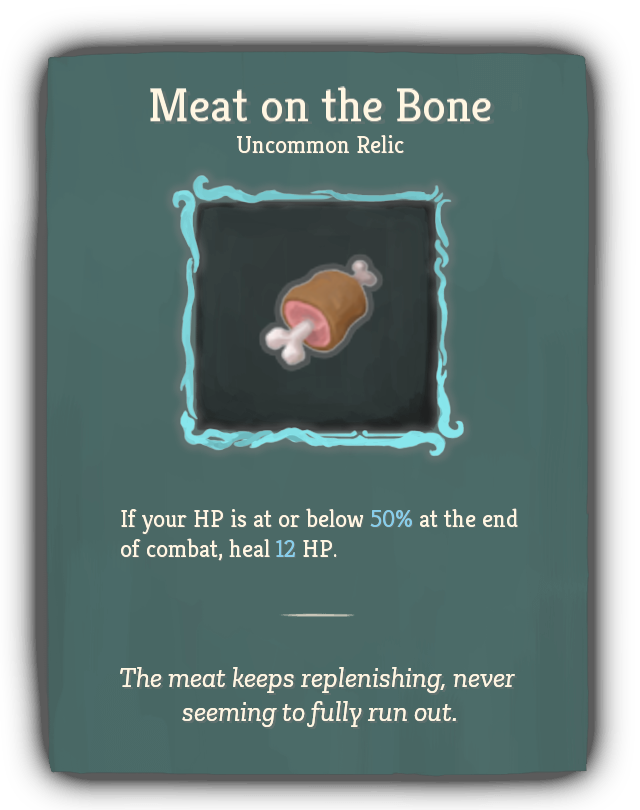 Meat on the Bone
Uncommon Relic
If your HP is at or below 50% at the end
of combat, heal 12 HP.
The meat keeps replenishing, never
seeming to fully run out.